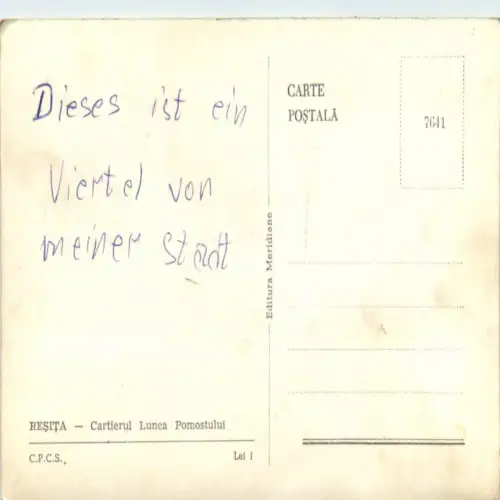 Dieses ist ein
Viertel von
meiner Stadt
CARTE
POȘTALĂ
7641
Editura Meridiane
REȘIȚA — Cartierul Lunca Pomostului
C.P.C.S.,
Lei 1